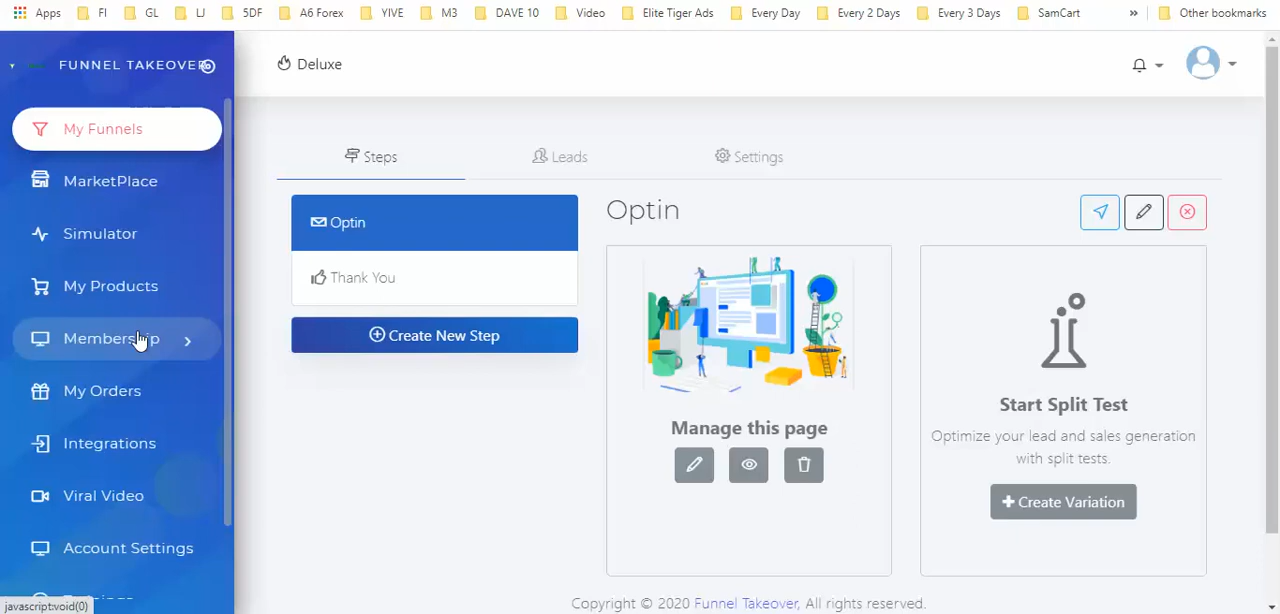 Apps FI GL LJ 5DF A6 Forex YIVE M3 DAVE 10 Video Elite Tiger Ads Every Day Every 2 Days Every 3 Days SamCart » Other bookmarks
FUNNEL TAKEOVER
Deluxe
My Funnels
MarketPlace
Simulator
My Products
Membership
My Orders
Integrations
Viral Video
Account Settings
javascript:void(0)
Steps Leads Settings
Optin
Thank You
Create New Step
Optin
Manage this page
Start Split Test
Optimize your lead and sales generation
with split tests.
Create Variation
Copyright © 2020 Funnel Takeover, All rights reserved.